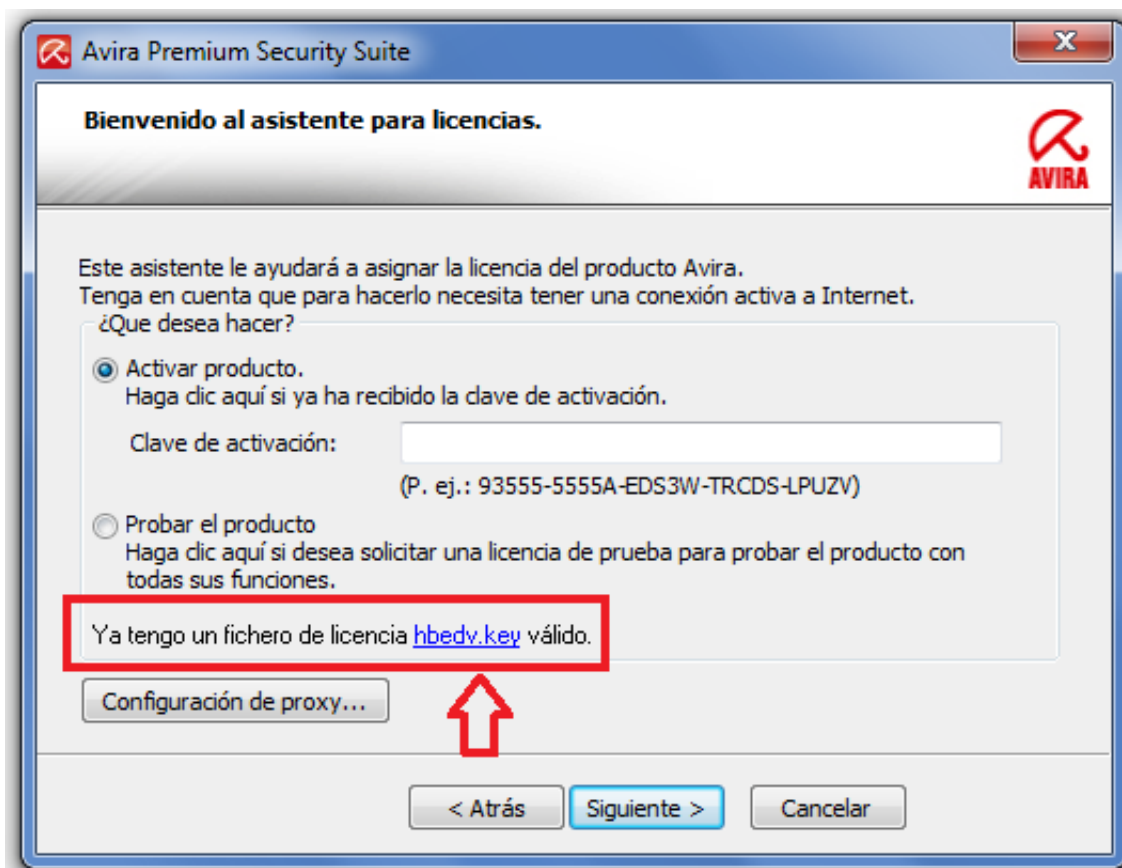 Avira Premium Security Suite
Bienvenido al asistente para licencias.
AVIRA
Este asistente le ayudará a asignar la licencia del producto Avira.
Tenga en cuenta que para hacerlo necesita tener una conexión activa a Internet.
¿Que desea hacer?
Activar producto.
Haga clic aquí si ya ha recibido la clave de activación.
Clave de activación:
(P. ej.: 93555-5555A-EDS3W-TRCDS-LPUZV)
Probar el producto
Haga clic aquí si desea solicitar una licencia de prueba para probar el producto con
todas sus funciones.
Ya tengo un fichero de licencia hbedv.key válido.
Configuración de proxy...
< Atrás
Siguiente >
Cancelar